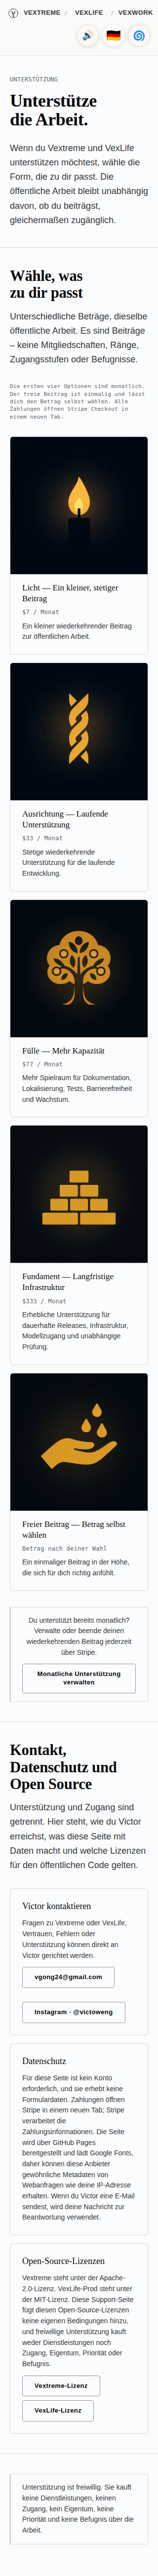 VEXTREME / VEXLIFE / VEXWORK
UNTERSTÜTZUNG
Unterstütze
die Arbeit.
Wenn du Vextreme und VexLife
unterstützen möchtest, wähle die
Form, die zu dir passt. Die
öffentliche Arbeit bleibt unabhängig
davon, ob du beiträgst,
gleichermaßen zugänglich.
Wähle, was
zu dir passt
Unterschiedliche Beträge, dieselbe
öffentliche Arbeit. Es sind Beiträge
– keine Mitgliedschaften, Ränge,
Zugangsstufen oder Befugnisse.
Die ersten vier Optionen sind monatlich.
Der freie Beitrag ist einmalig und lässt
dich den Betrag selbst wählen. Alle
Zahlungen öffnen Stripe Checkout in
einem neuen Tab.
Licht — Ein kleiner, stetiger
Beitrag
$7 / Monat
Ein kleiner wiederkehrender Beitrag
zur öffentlichen Arbeit.
Ausrichtung — Laufende
Unterstützung
$33 / Monat
Stetige wiederkehrende
Unterstützung für die laufende
Entwicklung.
Fülle — Mehr Kapazität
$77 / Monat
Mehr Spielraum für Dokumentation,
Lokalisierung, Tests, Barrierefreiheit
und Wachstum.
Fundament — Langfristige
Infrastruktur
$333 / Monat
Erhebliche Unterstützung für
dauerhafte Releases, Infrastruktur,
Modellzugang und unabhängige
Prüfung.
Freier Beitrag — Betrag selbst
wählen
Betrag nach deiner Wahl
Ein einmaliger Beitrag in der Höhe,
die sich für dich richtig anfühlt.
Du unterstützt bereits monatlich?
Verwalte oder beende deinen
wiederkehrenden Beitrag jederzeit
über Stripe.
Monatliche Unterstützung
verwalten
Kontakt,
Datenschutz und
Open Source
Unterstützung und Zugang sind
getrennt. Hier steht, wie du Victor
erreichst, was diese Seite mit
Daten macht und welche Lizenzen
für den öffentlichen Code gelten.
Victor kontaktieren
Fragen zu Vextreme oder VexLife,
Vertrauen, Fehlern oder
Unterstützung können direkt an
Victor gerichtet werden.
vgong24@gmail.com
Instagram · @victoweng
Datenschutz
Für diese Seite ist kein Konto
erforderlich, und sie erhebt keine
Formulardaten. Zahlungen öffnen
Stripe in einem neuen Tab; Stripe
verarbeitet die
Zahlungsinformationen. Die Seite
wird über GitHub Pages
bereitgestellt und lädt Google Fonts,
daher können diese Anbieter
gewöhnliche Metadaten von
Webanfragen wie deine IP-Adresse
erhalten. Wenn du Victor eine E-Mail
sendest, wird deine Nachricht zur
Beantwortung verwendet.
Open-Source-Lizenzen
Vextreme steht unter der Apache-
2.0-Lizenz. VexLife-Prod steht unter
der MIT-Lizenz. Diese Support-Seite
fügt diesen Open-Source-Lizenzen
keine eigenen Bedingungen hinzu,
und freiwillige Unterstützung kauft
weder Dienstleistungen noch
Zugang, Eigentum, Priorität oder
Befugnis.
Vextreme-Lizenz
VexLife-Lizenz
Unterstützung ist freiwillig. Sie kauft
keine Dienstleistungen, keinen
Zugang, kein Eigentum, keine
Priorität und keine Befugnis über die
Arbeit.